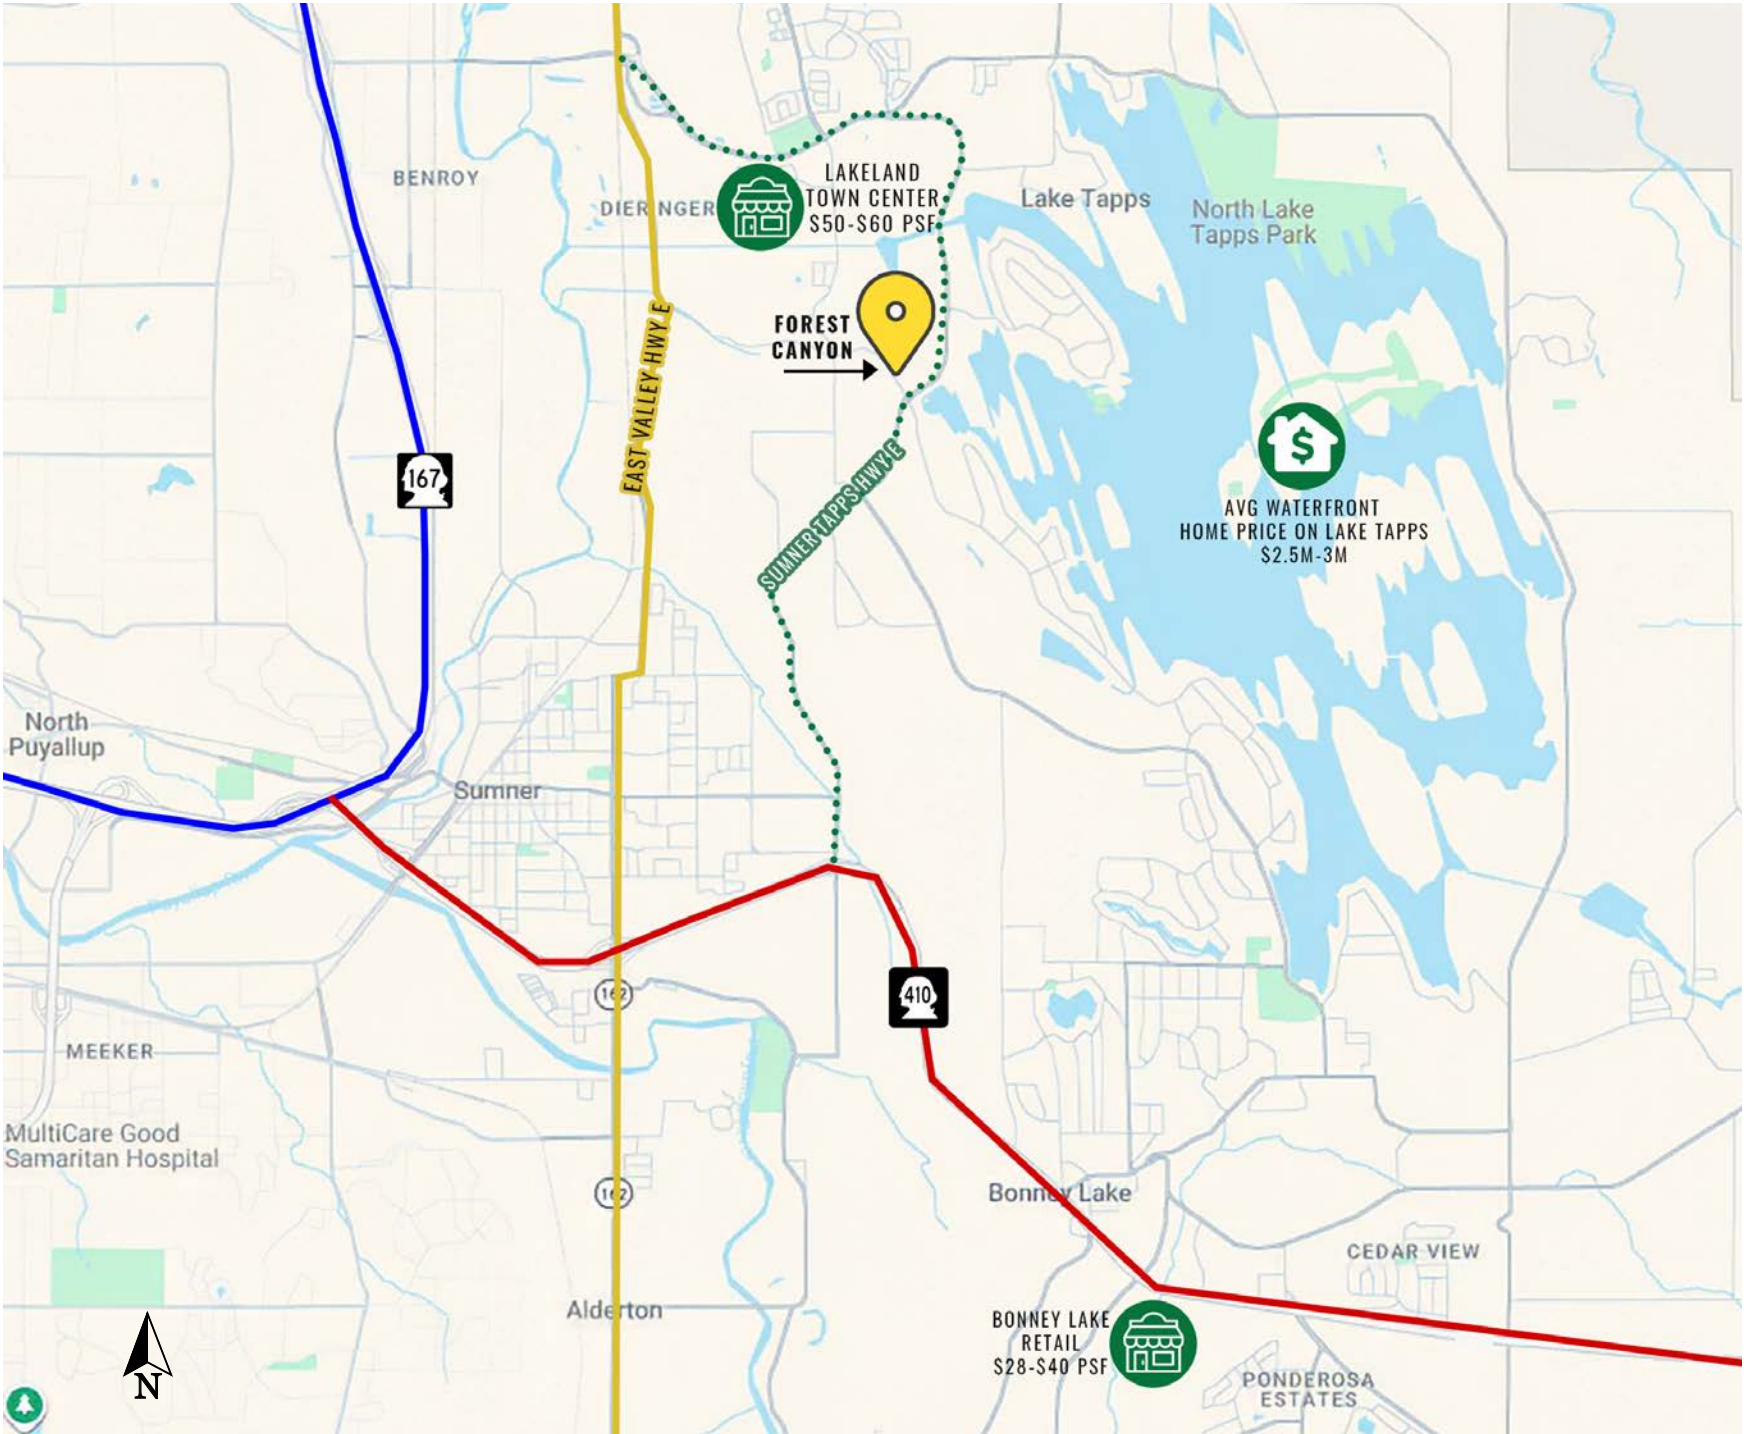 BENROY
DIERINGER
LAKELAND
TOWN CENTER
$50-$60 PSF
Lake Tapps
North Lake
Tapps Park
FOREST
CANYON
EAST VALLEY HWY E
SUMNER TAPPS HWY E
167
AVG WATERFRONT
HOME PRICE ON LAKE TAPPS
$2.5M-3M
North
Puyallup
Sumner
Puyallup River
162
410
MEEKER
MultiCare Good
Samaritan Hospital
162
Bonney Lake
CEDAR VIEW
Alderton
BONNEY LAKE
RETAIL
$28-$40 PSF
PONDEROSA
ESTATES
N